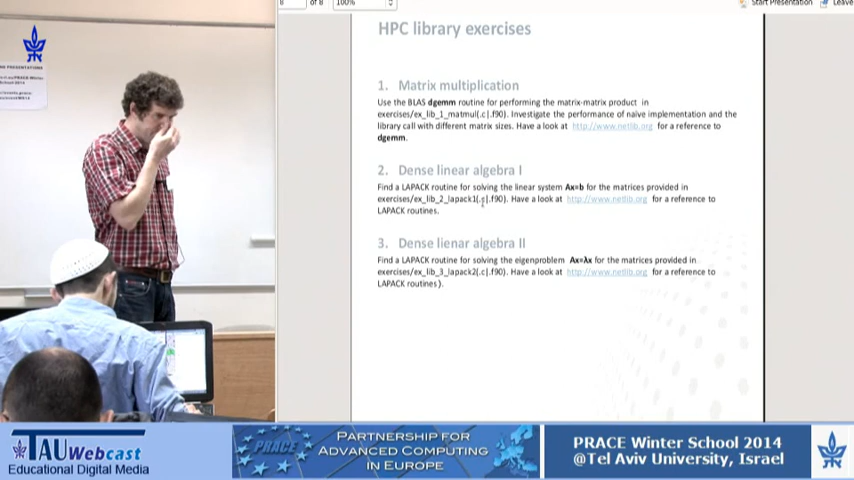 8 of 8 100% Start Presentation Leave
HPC library exercises
1. Matrix multiplication
Use the BLAS dgemm routine for performing the matrix-matrix product in
exercises/ex_lib_1_matmul(.c|.f90). Investigate the performance of naive implementation and the
library call with different matrix sizes. Have a look at http://www.netlib.org for a reference to
dgemm.
2. Dense linear algebra I
Find a LAPACK routine for solving the linear system Ax=b for the matrices provided in
exercises/ex_lib_2_lapack1(.c|.f90). Have a look at http://www.netlib.org for a reference to
LAPACK routines.
3. Dense lienar algebra II
Find a LAPACK routine for solving the eigenproblem Ax=λx for the matrices provided in
exercises/ex_lib_3_lapack2(.c|.f90). Have a look at http://www.netlib.org for a reference to
LAPACK routines).
TAU Webcast
Educational Digital Media
PRACE
PARTNERSHIP FOR
ADVANCED COMPUTING
IN EUROPE
PRACE Winter School 2014
@Tel Aviv University, Israel